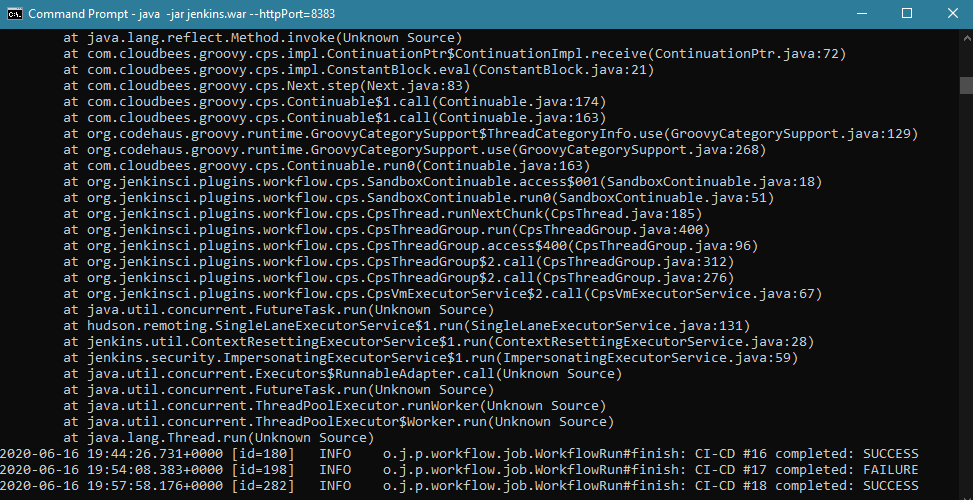 Command Prompt - java -jar jenkins.war --httpPort=8383
at java.lang.reflect.Method.invoke(Unknown Source)
at com.cloudbees.groovy.cps.impl.ContinuationPtr$ContinuationImpl.receive(ContinuationPtr.java:72)
at com.cloudbees.groovy.cps.impl.ConstantBlock.eval(ConstantBlock.java:21)
at com.cloudbees.groovy.cps.Next.step(Next.java:83)
at com.cloudbees.groovy.cps.Continuable$1.call(Continuable.java:174)
at com.cloudbees.groovy.cps.Continuable$1.call(Continuable.java:163)
at org.codehaus.groovy.runtime.GroovyCategorySupport$ThreadCategoryInfo.use(GroovyCategorySupport.java:129)
at org.codehaus.groovy.runtime.GroovyCategorySupport.use(GroovyCategorySupport.java:268)
at com.cloudbees.groovy.cps.Continuable.run0(Continuable.java:163)
at org.jenkinsci.plugins.workflow.cps.SandboxContinuable.access$001(SandboxContinuable.java:18)
at org.jenkinsci.plugins.workflow.cps.SandboxContinuable.run0(SandboxContinuable.java:51)
at org.jenkinsci.plugins.workflow.cps.CpsThread.runNextChunk(CpsThread.java:185)
at org.jenkinsci.plugins.workflow.cps.CpsThreadGroup.run(CpsThreadGroup.java:400)
at org.jenkinsci.plugins.workflow.cps.CpsThreadGroup.access$400(CpsThreadGroup.java:96)
at org.jenkinsci.plugins.workflow.cps.CpsThreadGroup$2.call(CpsThreadGroup.java:312)
at org.jenkinsci.plugins.workflow.cps.CpsThreadGroup$2.call(CpsThreadGroup.java:276)
at org.jenkinsci.plugins.workflow.cps.CpsVmExecutorService$2.call(CpsVmExecutorService.java:67)
at java.util.concurrent.FutureTask.run(Unknown Source)
at hudson.remoting.SingleLaneExecutorService$1.run(SingleLaneExecutorService.java:131)
at jenkins.util.ContextResettingExecutorService$1.run(ContextResettingExecutorService.java:28)
at jenkins.security.ImpersonatingExecutorService$1.run(ImpersonatingExecutorService.java:59)
at java.util.concurrent.Executors$RunnableAdapter.call(Unknown Source)
at java.util.concurrent.FutureTask.run(Unknown Source)
at java.util.concurrent.ThreadPoolExecutor.runWorker(Unknown Source)
at java.util.concurrent.ThreadPoolExecutor$Worker.run(Unknown Source)
at java.lang.Thread.run(Unknown Source)
2020-06-16 19:44:26.731+0000 [id=180] INFO o.j.p.workflow.job.WorkflowRun#finish: CI-CD #16 completed: SUCCESS
2020-06-16 19:54:08.383+0000 [id=198] INFO o.j.p.workflow.job.WorkflowRun#finish: CI-CD #17 completed: FAILURE
2020-06-16 19:57:58.176+0000 [id=282] INFO o.j.p.workflow.job.WorkflowRun#finish: CI-CD #18 completed: SUCCESS